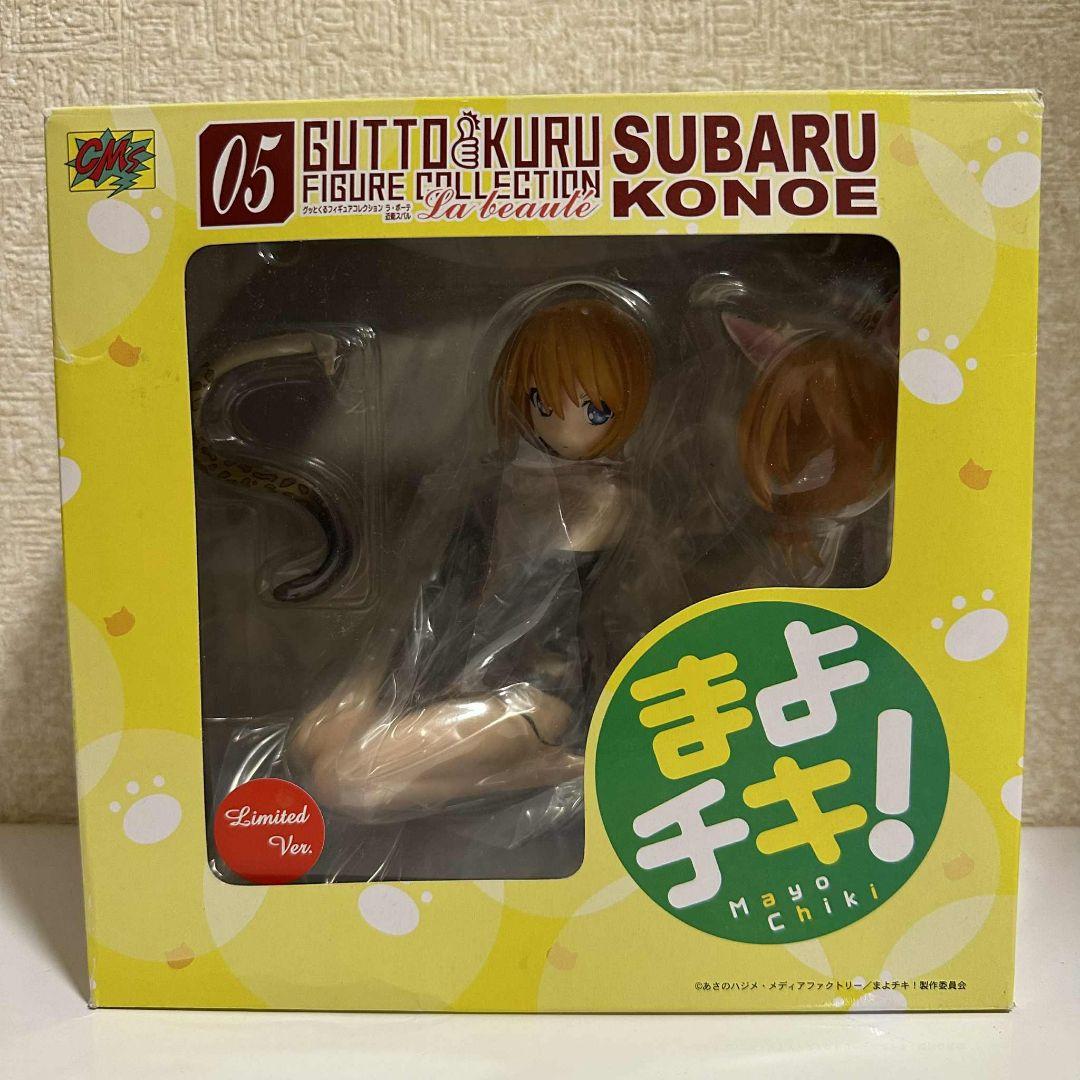 CMs
05
GUTTO KURU
FIGURE COLLECTION
グッとくるフィギュアコレクション ラ・ボーテ
近衛スバル
La beauté
SUBARU
KONOE
Limited
Ver.
まよ
チキ!
Mayo
Chiki
©あさのハジメ・メディアファクトリー/まよチキ!製作委員会